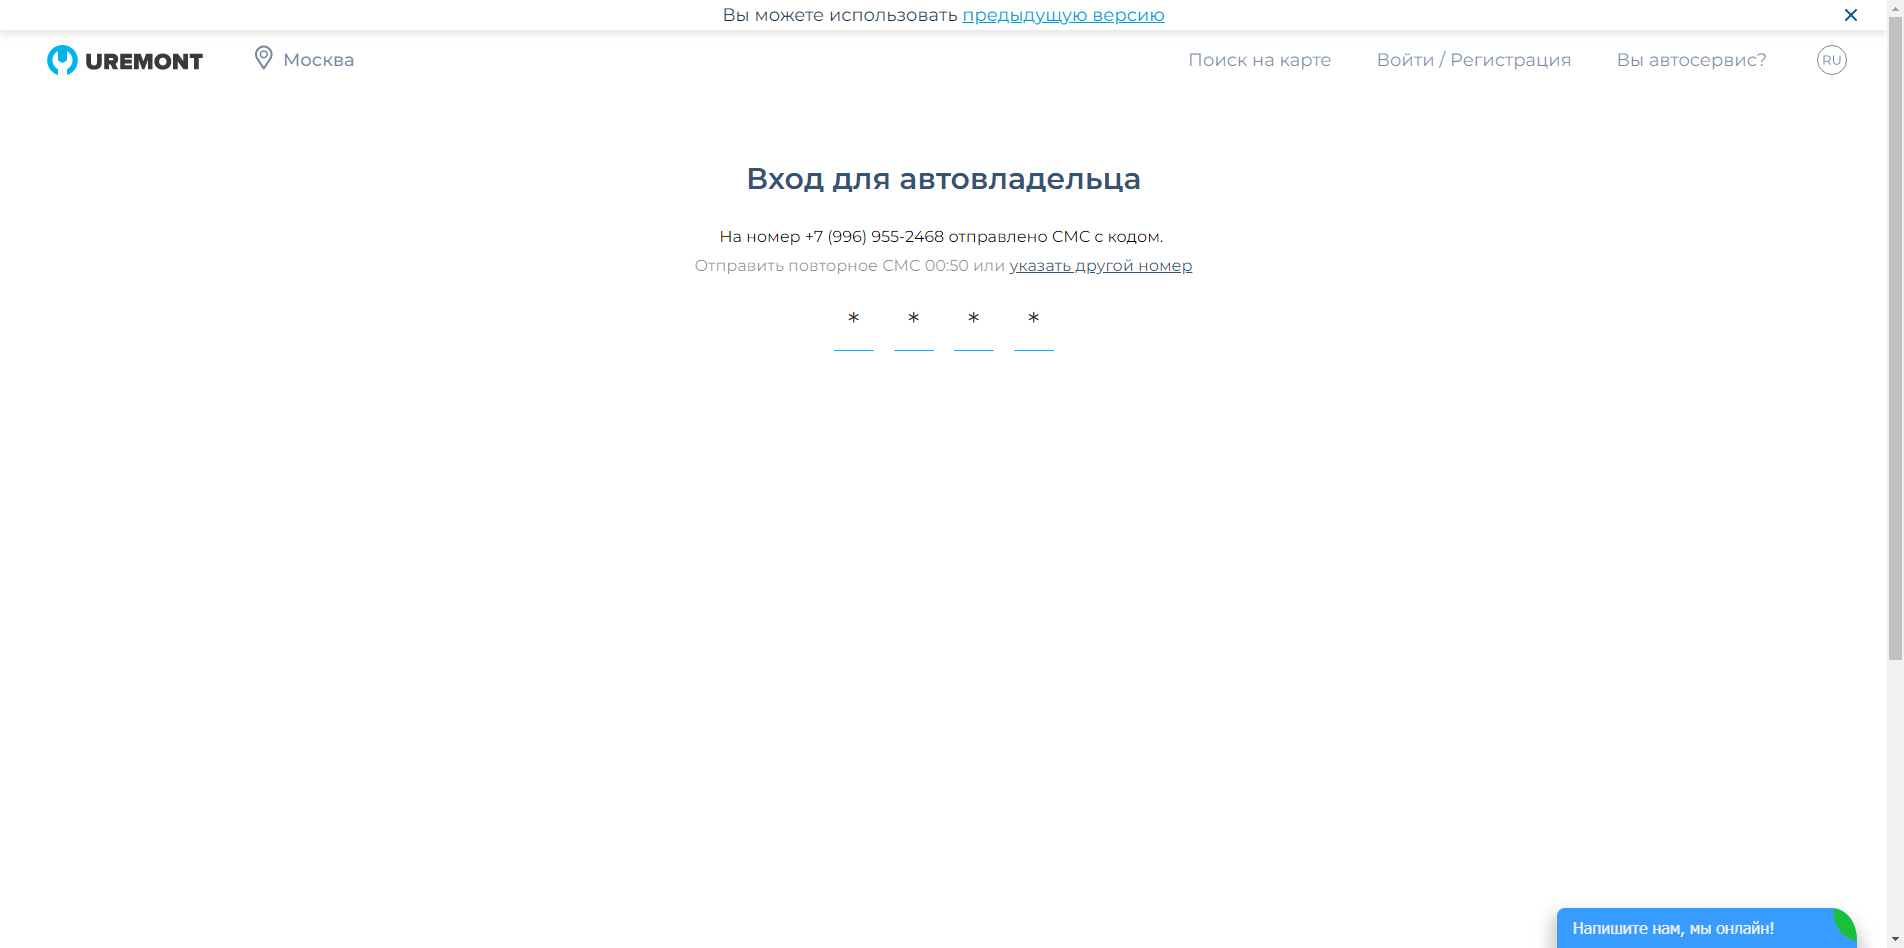 Вы можете использовать предыдущую версию
UREMONT
Москва
Поиск на карте
Войти / Регистрация
Вы автосервис?
RU
Вход для автовладельца
На номер +7 (996) 955-2468 отправлено СМС с кодом.
Отправить повторное СМС 00:50 или указать другой номер
* * * *
Напишите нам, мы онлайн!